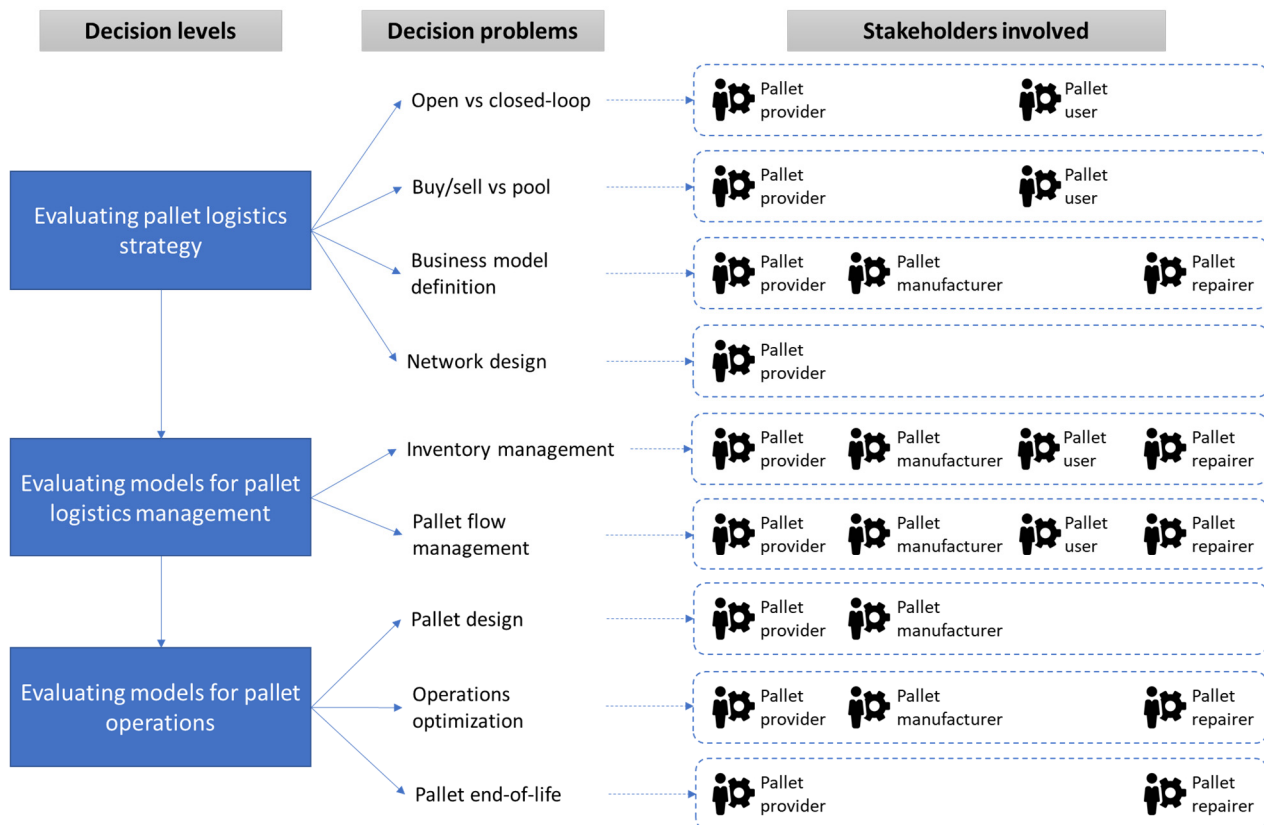 Decision levels
Decision problems
Stakeholders involved
Open vs closed-loop
Pallet
provider
Pallet
user
Evaluating pallet logistics
strategy
Buy/sell vs pool
Pallet
provider
Pallet
user
Business model
definition
Pallet
provider
Pallet
manufacturer
Pallet
repairer
Network design
Pallet
provider
Evaluating models for pallet
logistics management
Inventory management
Pallet
provider
Pallet
manufacturer
Pallet
user
Pallet
repairer
Pallet flow
management
Pallet
provider
Pallet
manufacturer
Pallet
user
Pallet
repairer
Evaluating models for pallet
operations
Pallet design
Pallet
provider
Pallet
manufacturer
Operations
optimization
Pallet
provider
Pallet
manufacturer
Pallet
repairer
Pallet end-of-life
Pallet
provider
Pallet
repairer